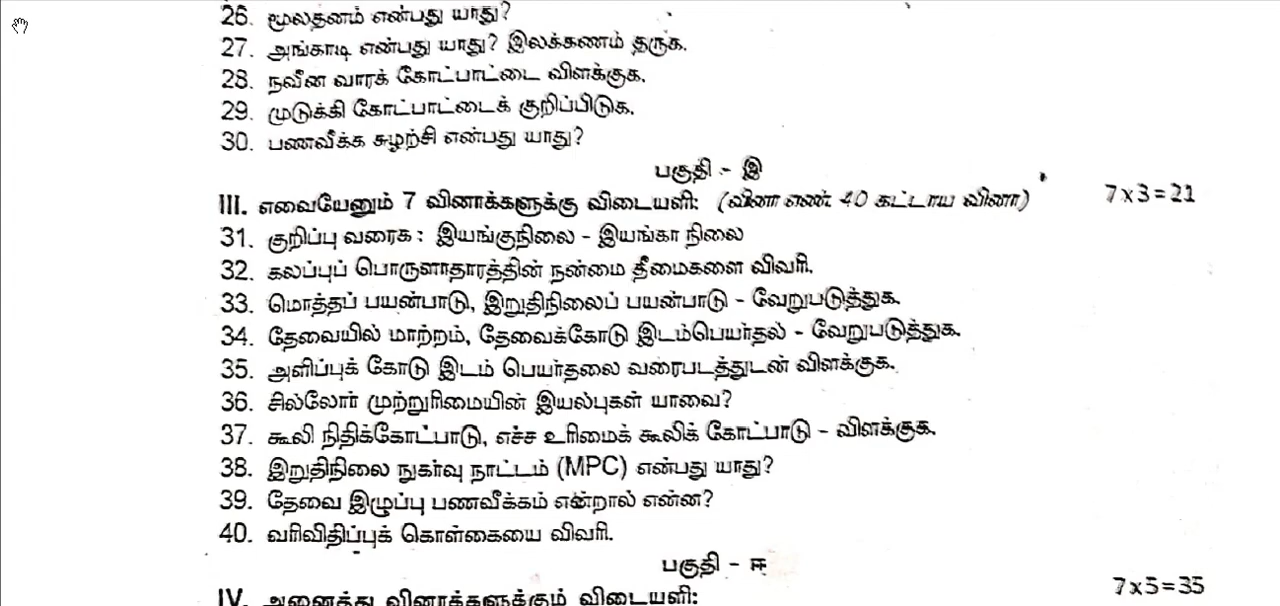 26. மூலதனம் என்பது யாது?
27. அங்காடி என்பது யாது? இலக்கணம் தருக.
28. நவீன வாரக் கோட்பாட்டை விளக்குக.
29. முடுக்கி கோட்பாட்டைக் குறிப்பிடுக.
30. பணவீக்க சுழற்சி என்பது யாது?
பகுதி - இ
III. எவையேனும் 7 வினாக்களுக்கு விடையளி: (வினா எண் 40 கட்டாய வினா) 7x3=21
31. குறிப்பு வரைக : இயங்குநிலை - இயங்கா நிலை
32. கலப்புப் பொருளாதாரத்தின் நன்மை தீமைகளை விவரி.
33. மொத்தப் பயன்பாடு, இறுதிநிலைப் பயன்பாடு - வேறுபடுத்துக.
34. தேவையில் மாற்றம், தேவைக்கோடு இடம்பெயர்தல் - வேறுபடுத்துக.
35. அளிப்புக் கோடு இடம் பெயர்தலை வரைபடத்துடன் விளக்குக.
36. சில்லோர் முற்றுரிமையின் இயல்புகள் யாவை?
37. கூலி நிதிக்கோட்பாடு, எச்ச உரிமைக் கூலிக் கோட்பாடு - விளக்குக.
38. இறுதிநிலை நுகர்வு நாட்டம் (MPC) என்பது யாது?
39. தேவை இழுப்பு பணவீக்கம் என்றால் என்ன?
40. வரிவிதிப்புக் கொள்கையை விவரி.
பகுதி - ஈ
IV. அனைத்து வினாக்களுக்கும் விடையளி: 7x5=35